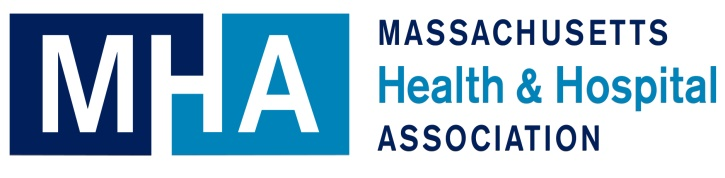 MHA
MASSACHUSETTS
Health & Hospital
ASSOCIATION